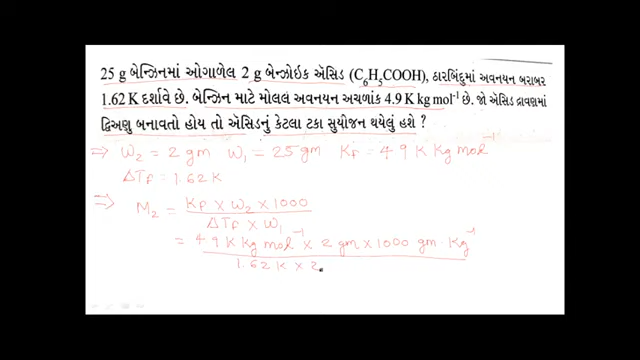 25 g બેન્ઝિનમાં ઓગાળેલ 2 g બેન્ઝોઇક ઍસિડ (C₆H₅COOH), ઠારબિંદુમાં અવનયન બરાબર
1.62 K દર્શાવે છે. બેન્ઝિન માટે મોલલ અવનયન અચળાંક 4.9 K kg mol⁻¹ છે. જો ઍસિડ દ્રાવણમાં
દ્વિઅણુ બનાવતો હોય તો ઍસિડનું કેટલા ટકા સુયોજન થયેલું હશે ?
⇒ W₂ = 2 gm W₁ = 25 gm Kf = 4.9 K Kg mol⁻¹
ΔTf = 1.62 K
⇒ M₂ = Kf × W₂ × 1000
ΔTf × W₁
= 4.9 K Kg mol⁻¹ × 2 gm × 1000 gm · Kg⁻¹
1.62 K × 2